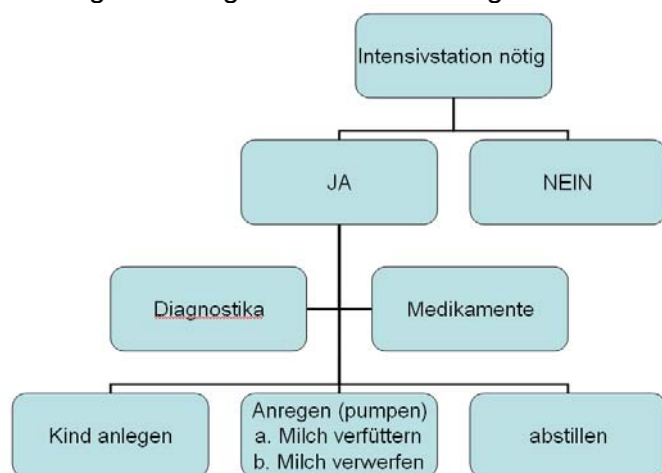 Intensivstation nötig
JA
NEIN
Diagnostika
Medikamente
Kind anlegen
Anregen (pumpen)
a. Milch verfüttern
b. Milch verwerfen
abstillen